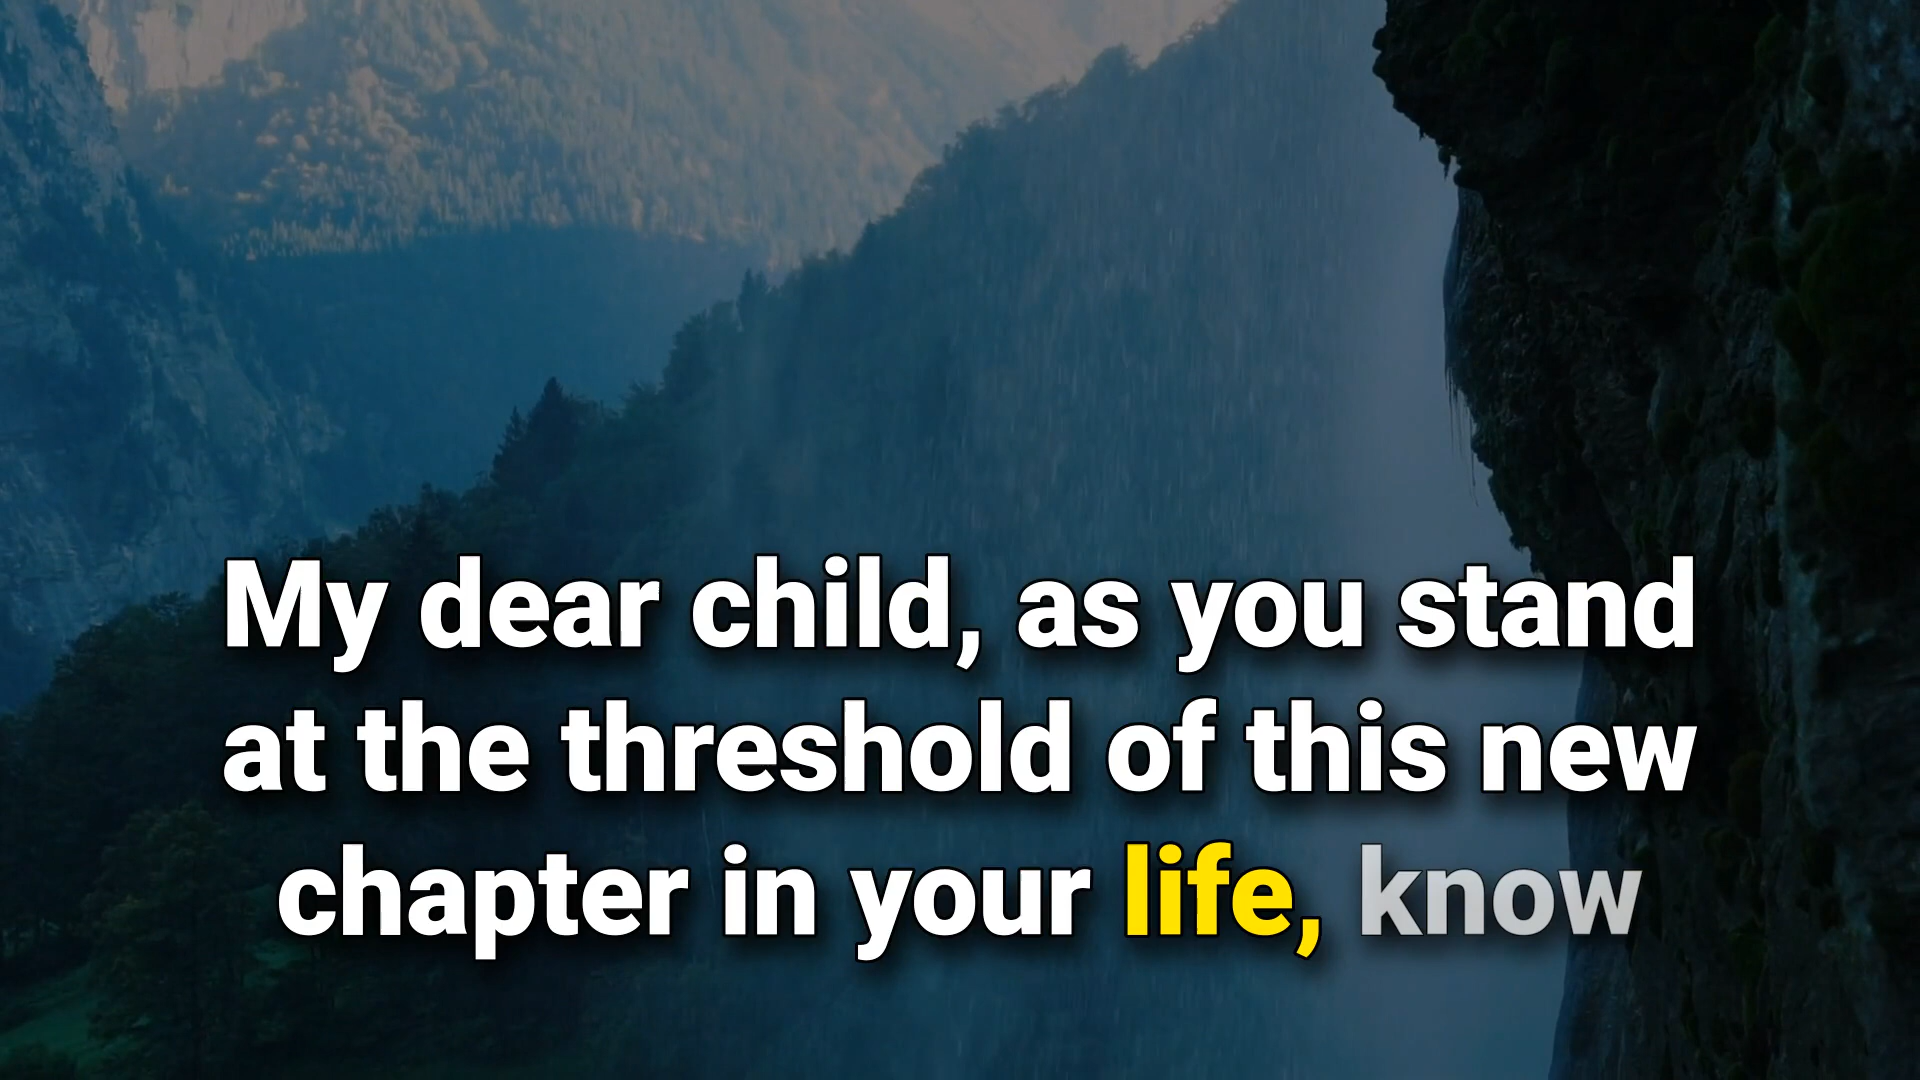 My dear child, as you stand
at the threshold of this new
chapter in your life, know